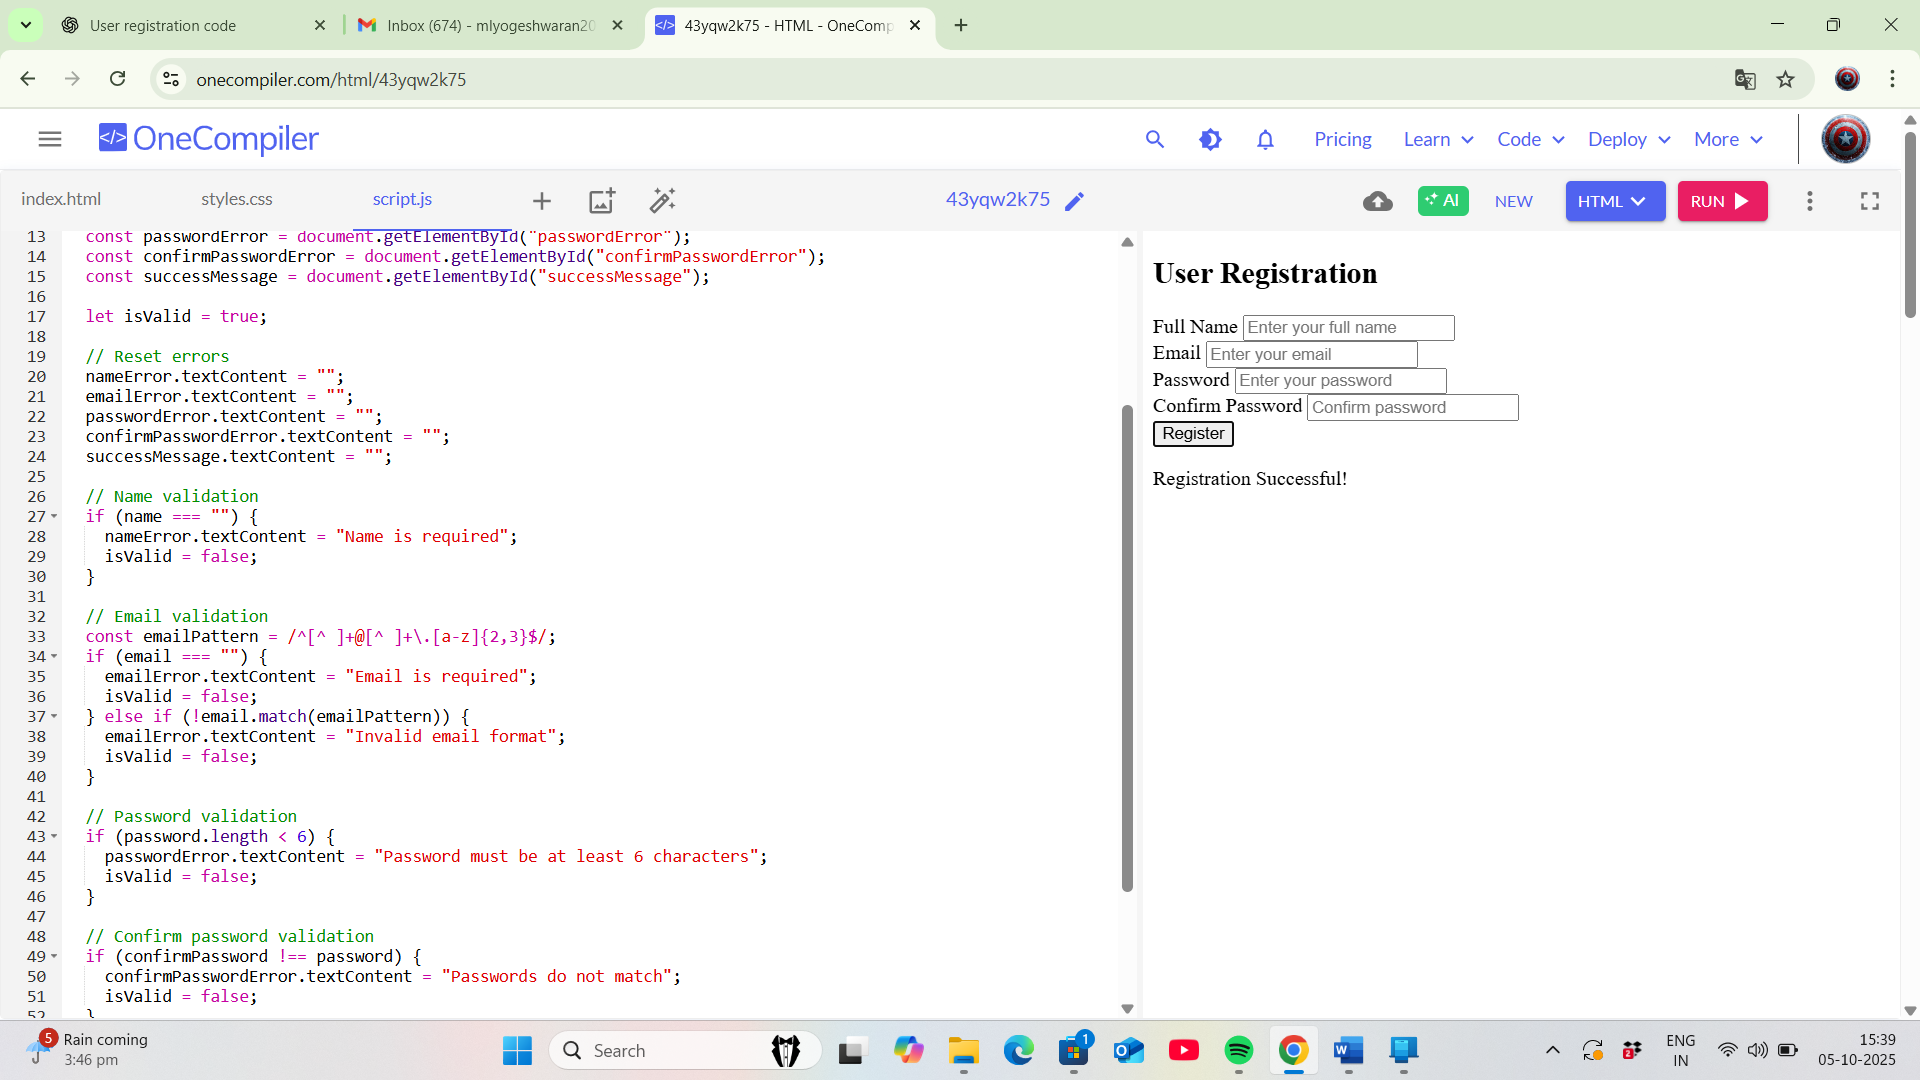 User registration code
Inbox (674) - mlyogeshwaran20
43yqw2k75 - HTML - OneComp
onecompiler.com/html/43yqw2k75
</> OneCompiler
Pricing
Learn
Code
Deploy
More
index.html
styles.css
script.js
43yqw2k75
AI
NEW
HTML
RUN
13 const passwordError = document.getElementById("passwordError");
14 const confirmPasswordError = document.getElementById("confirmPasswordError");
15 const successMessage = document.getElementById("successMessage");
16
17 let isValid = true;
18
19 // Reset errors
20 nameError.textContent = "";
21 emailError.textContent = "";
22 passwordError.textContent = "";
23 confirmPasswordError.textContent = "";
24 successMessage.textContent = "";
25
26 // Name validation
27 if (name === "") {
28 nameError.textContent = "Name is required";
29 isValid = false;
30 }
31
32 // Email validation
33 const emailPattern = /^[^ ]+@[^ ]+\.[a-z]{2,3}$/;
34 if (email === "") {
35 emailError.textContent = "Email is required";
36 isValid = false;
37 } else if (!email.match(emailPattern)) {
38 emailError.textContent = "Invalid email format";
39 isValid = false;
40 }
41
42 // Password validation
43 if (password.length < 6) {
44 passwordError.textContent = "Password must be at least 6 characters";
45 isValid = false;
46 }
47
48 // Confirm password validation
49 if (confirmPassword !== password) {
50 confirmPasswordError.textContent = "Passwords do not match";
51 isValid = false;
52 }
User Registration
Full Name Enter your full name
Email Enter your email
Password Enter your password
Confirm Password Confirm password
Register
Registration Successful!
5
Rain coming
3:46 pm
Search
1
2
ENG
IN
15:39
05-10-2025